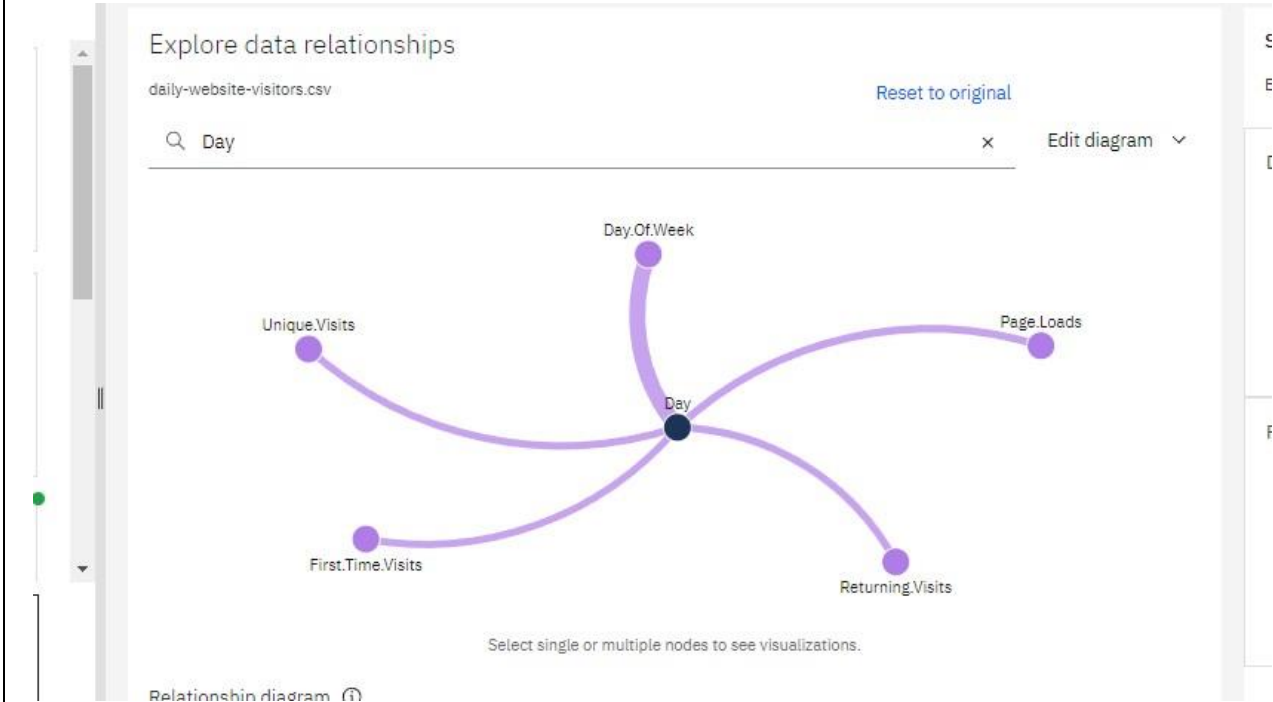 Explore data relationships
daily-website-visitors.csv
Reset to original
Day
Edit diagram
Day.Of.Week
Unique.Visits
Page.Loads
Day
First.Time.Visits
Returning.Visits
Select single or multiple nodes to see visualizations.
Relationship diagram